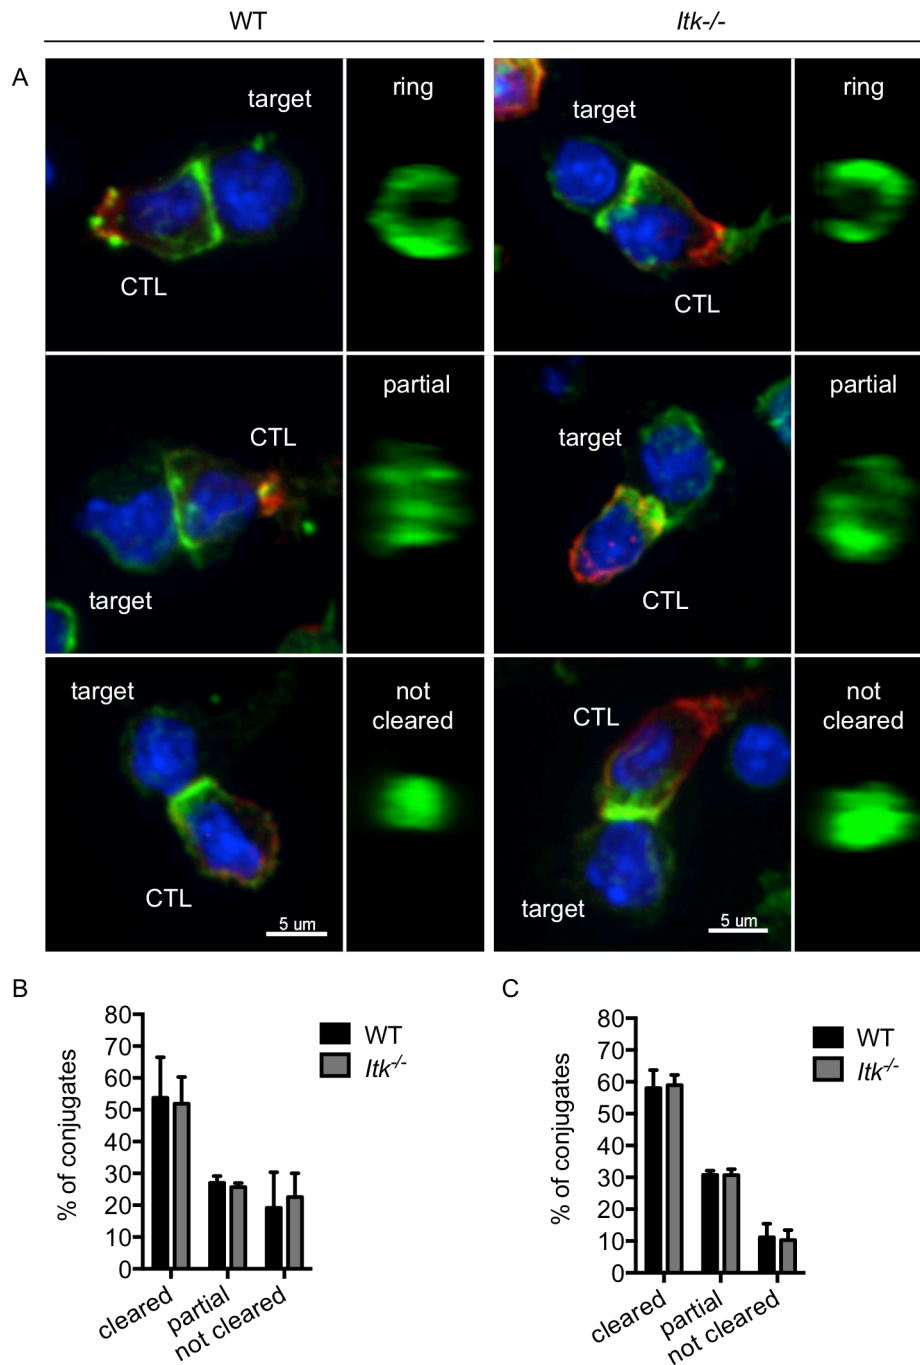 WT
Itk-/-
A
target
CTL
ring
target
CTL
ring
CTL
target
partial
target
CTL
partial
target
CTL
5 um
not
cleared
CTL
target
5 um
not
cleared
B
80
70
60
50
40
30
20
10
0
% of conjugates
cleared
partial
not cleared
WT
Itk-/-
C
80
70
60
50
40
30
20
10
0
% of conjugates
cleared
partial
not cleared
WT
Itk-/-